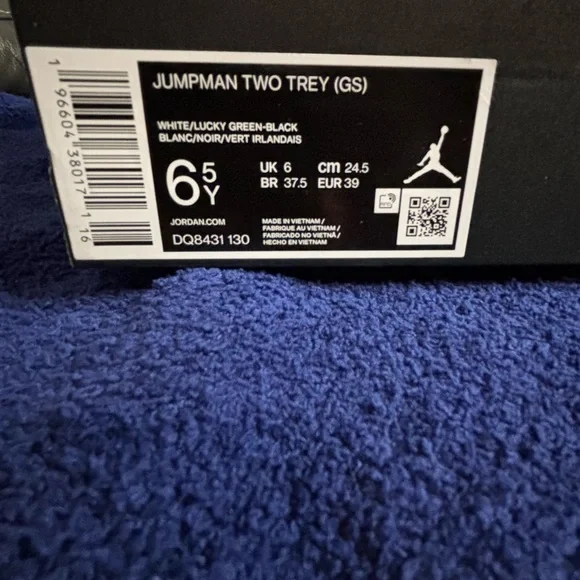 JUMPMAN TWO TREY (GS)
WHITE/LUCKY GREEN-BLACK
BLANC/NOIR/VERT IRLANDAIS
6 5Y
UK 6 cm 24.5
BR 37.5 EUR 39
JORDAN.COM
DQ8431 130
MADE IN VIETNAM/
FABRIQUE AU VIETNAM/
FABRICADO NO VIETNÃ/
HECHO EN VIETNAM
1 96604 38017 1 16